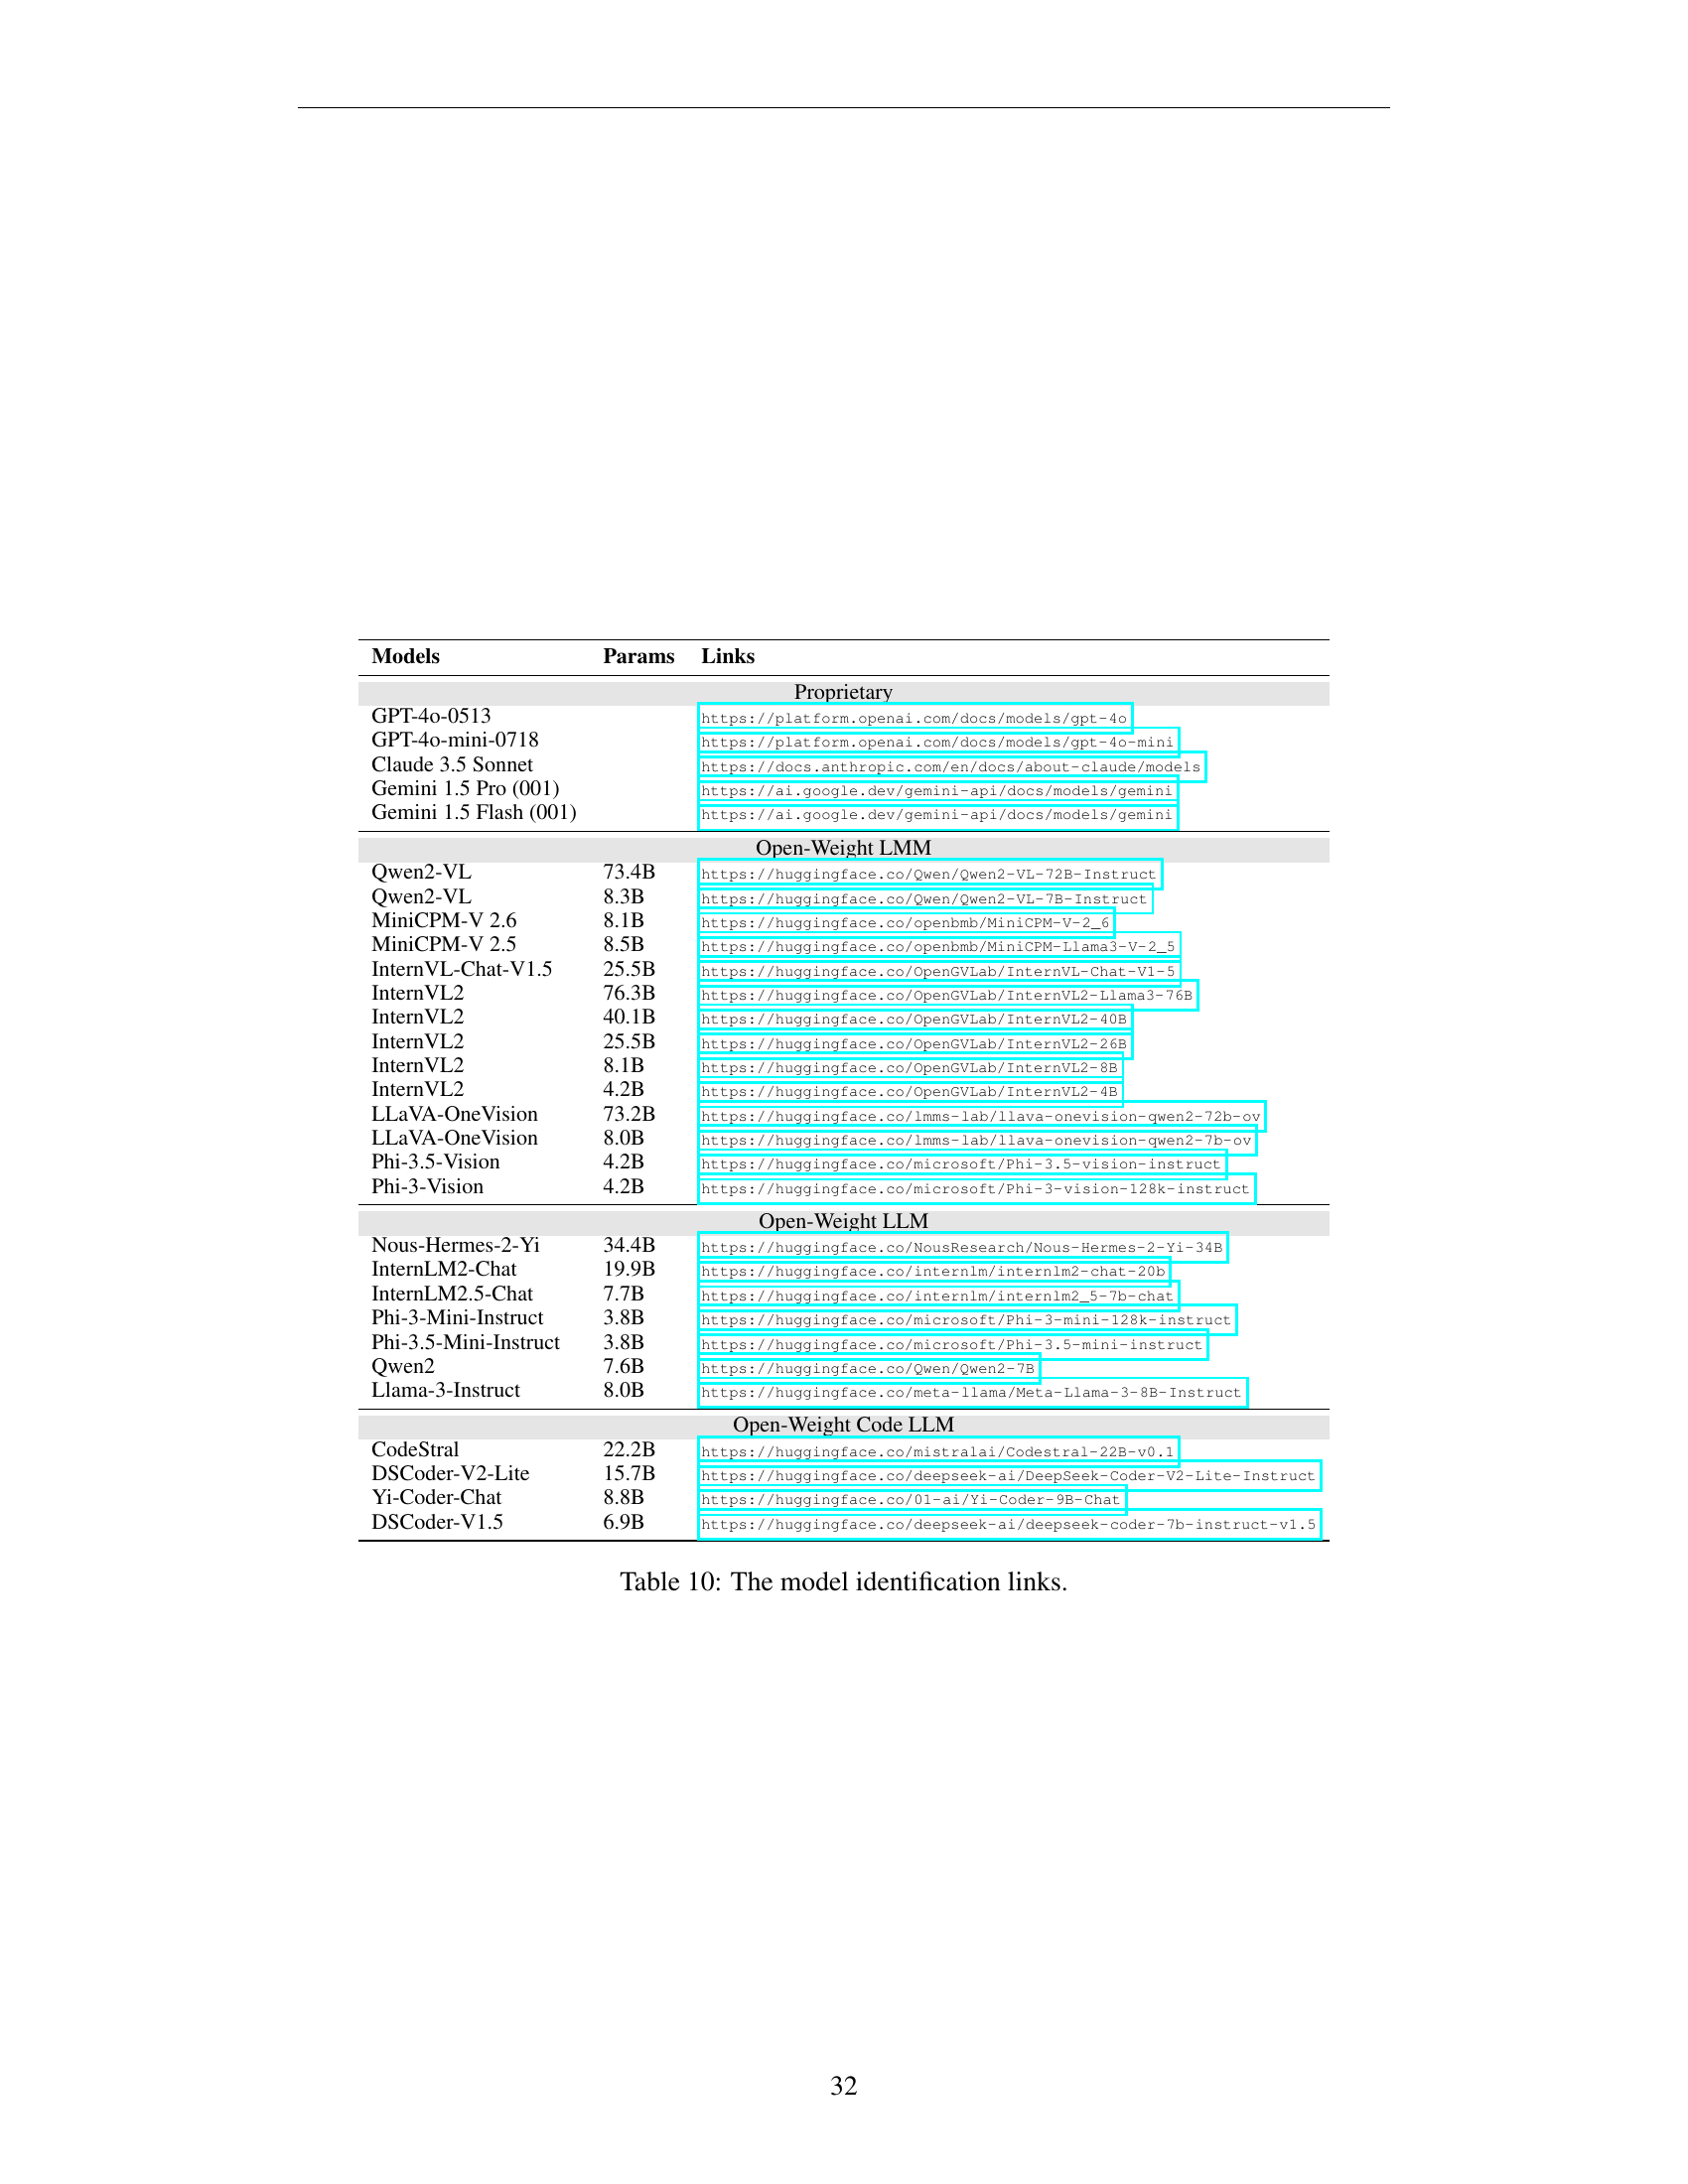 Models Params Links
Proprietary
GPT-4o-0513 https://platform.openai.com/docs/models/gpt-4o
GPT-4o-mini-0718 https://platform.openai.com/docs/models/gpt-4o-mini
Claude 3.5 Sonnet https://docs.anthropic.com/en/docs/about-claude/models
Gemini 1.5 Pro (001) https://ai.google.dev/gemini-api/docs/models/gemini
Gemini 1.5 Flash (001) https://ai.google.dev/gemini-api/docs/models/gemini
Open-Weight LMM
Qwen2-VL 73.4B https://huggingface.co/Qwen/Qwen2-VL-72B-Instruct
Qwen2-VL 8.3B https://huggingface.co/Qwen/Qwen2-VL-7B-Instruct
MiniCPM-V 2.6 8.1B https://huggingface.co/openbmb/MiniCPM-V-2_6
MiniCPM-V 2.5 8.5B https://huggingface.co/openbmb/MiniCPM-Llama3-V-2_5
InternVL-Chat-V1.5 25.5B https://huggingface.co/OpenGVLab/InternVL-Chat-V1-5
InternVL2 76.3B https://huggingface.co/OpenGVLab/InternVL2-Llama3-76B
InternVL2 40.1B https://huggingface.co/OpenGVLab/InternVL2-40B
InternVL2 25.5B https://huggingface.co/OpenGVLab/InternVL2-26B
InternVL2 8.1B https://huggingface.co/OpenGVLab/InternVL2-8B
InternVL2 4.2B https://huggingface.co/OpenGVLab/InternVL2-4B
LLaVA-OneVision 73.2B https://huggingface.co/lmms-lab/llava-onevision-qwen2-72b-ov
LLaVA-OneVision 8.0B https://huggingface.co/lmms-lab/llava-onevision-qwen2-7b-ov
Phi-3.5-Vision 4.2B https://huggingface.co/microsoft/Phi-3.5-vision-instruct
Phi-3-Vision 4.2B https://huggingface.co/microsoft/Phi-3-vision-128k-instruct
Open-Weight LLM
Nous-Hermes-2-Yi 34.4B https://huggingface.co/NousResearch/Nous-Hermes-2-Yi-34B
InternLM2-Chat 19.9B https://huggingface.co/internlm/internlm2-chat-20b
InternLM2.5-Chat 7.7B https://huggingface.co/internlm/internlm2_5-7b-chat
Phi-3-Mini-Instruct 3.8B https://huggingface.co/microsoft/Phi-3-mini-128k-instruct
Phi-3.5-Mini-Instruct 3.8B https://huggingface.co/microsoft/Phi-3.5-mini-instruct
Qwen2 7.6B https://huggingface.co/Qwen/Qwen2-7B
Llama-3-Instruct 8.0B https://huggingface.co/meta-llama/Meta-Llama-3-8B-Instruct
Open-Weight Code LLM
CodeStral 22.2B https://huggingface.co/mistralai/Codestral-22B-v0.1
DSCoder-V2-Lite 15.7B https://huggingface.co/deepseek-ai/DeepSeek-Coder-V2-Lite-Instruct
Yi-Coder-Chat 8.8B https://huggingface.co/01-ai/Yi-Coder-9B-Chat
DSCoder-V1.5 6.9B https://huggingface.co/deepseek-ai/deepseek-coder-7b-instruct-v1.5
Table 10: The model identification links.
32